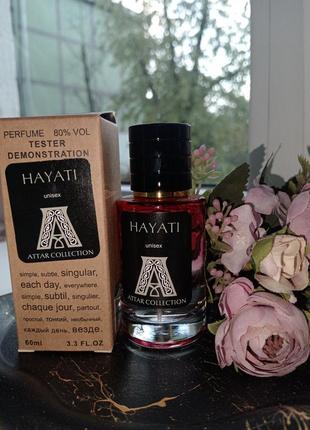 PERFUME 80% VOL
TESTER
DEMONSTRATION
HAYATI
unisex
A
ATTAR COLLECTION
simple, subtle, singular,
each day, everywhere.
simple, subtil, singulier,
chaque jour, partout.
простой, тонкий, необычный,
каждый день, везде.
60ml 3.3 FL.OZ
HAYATI
unisex
A
ATTAR COLLECTION